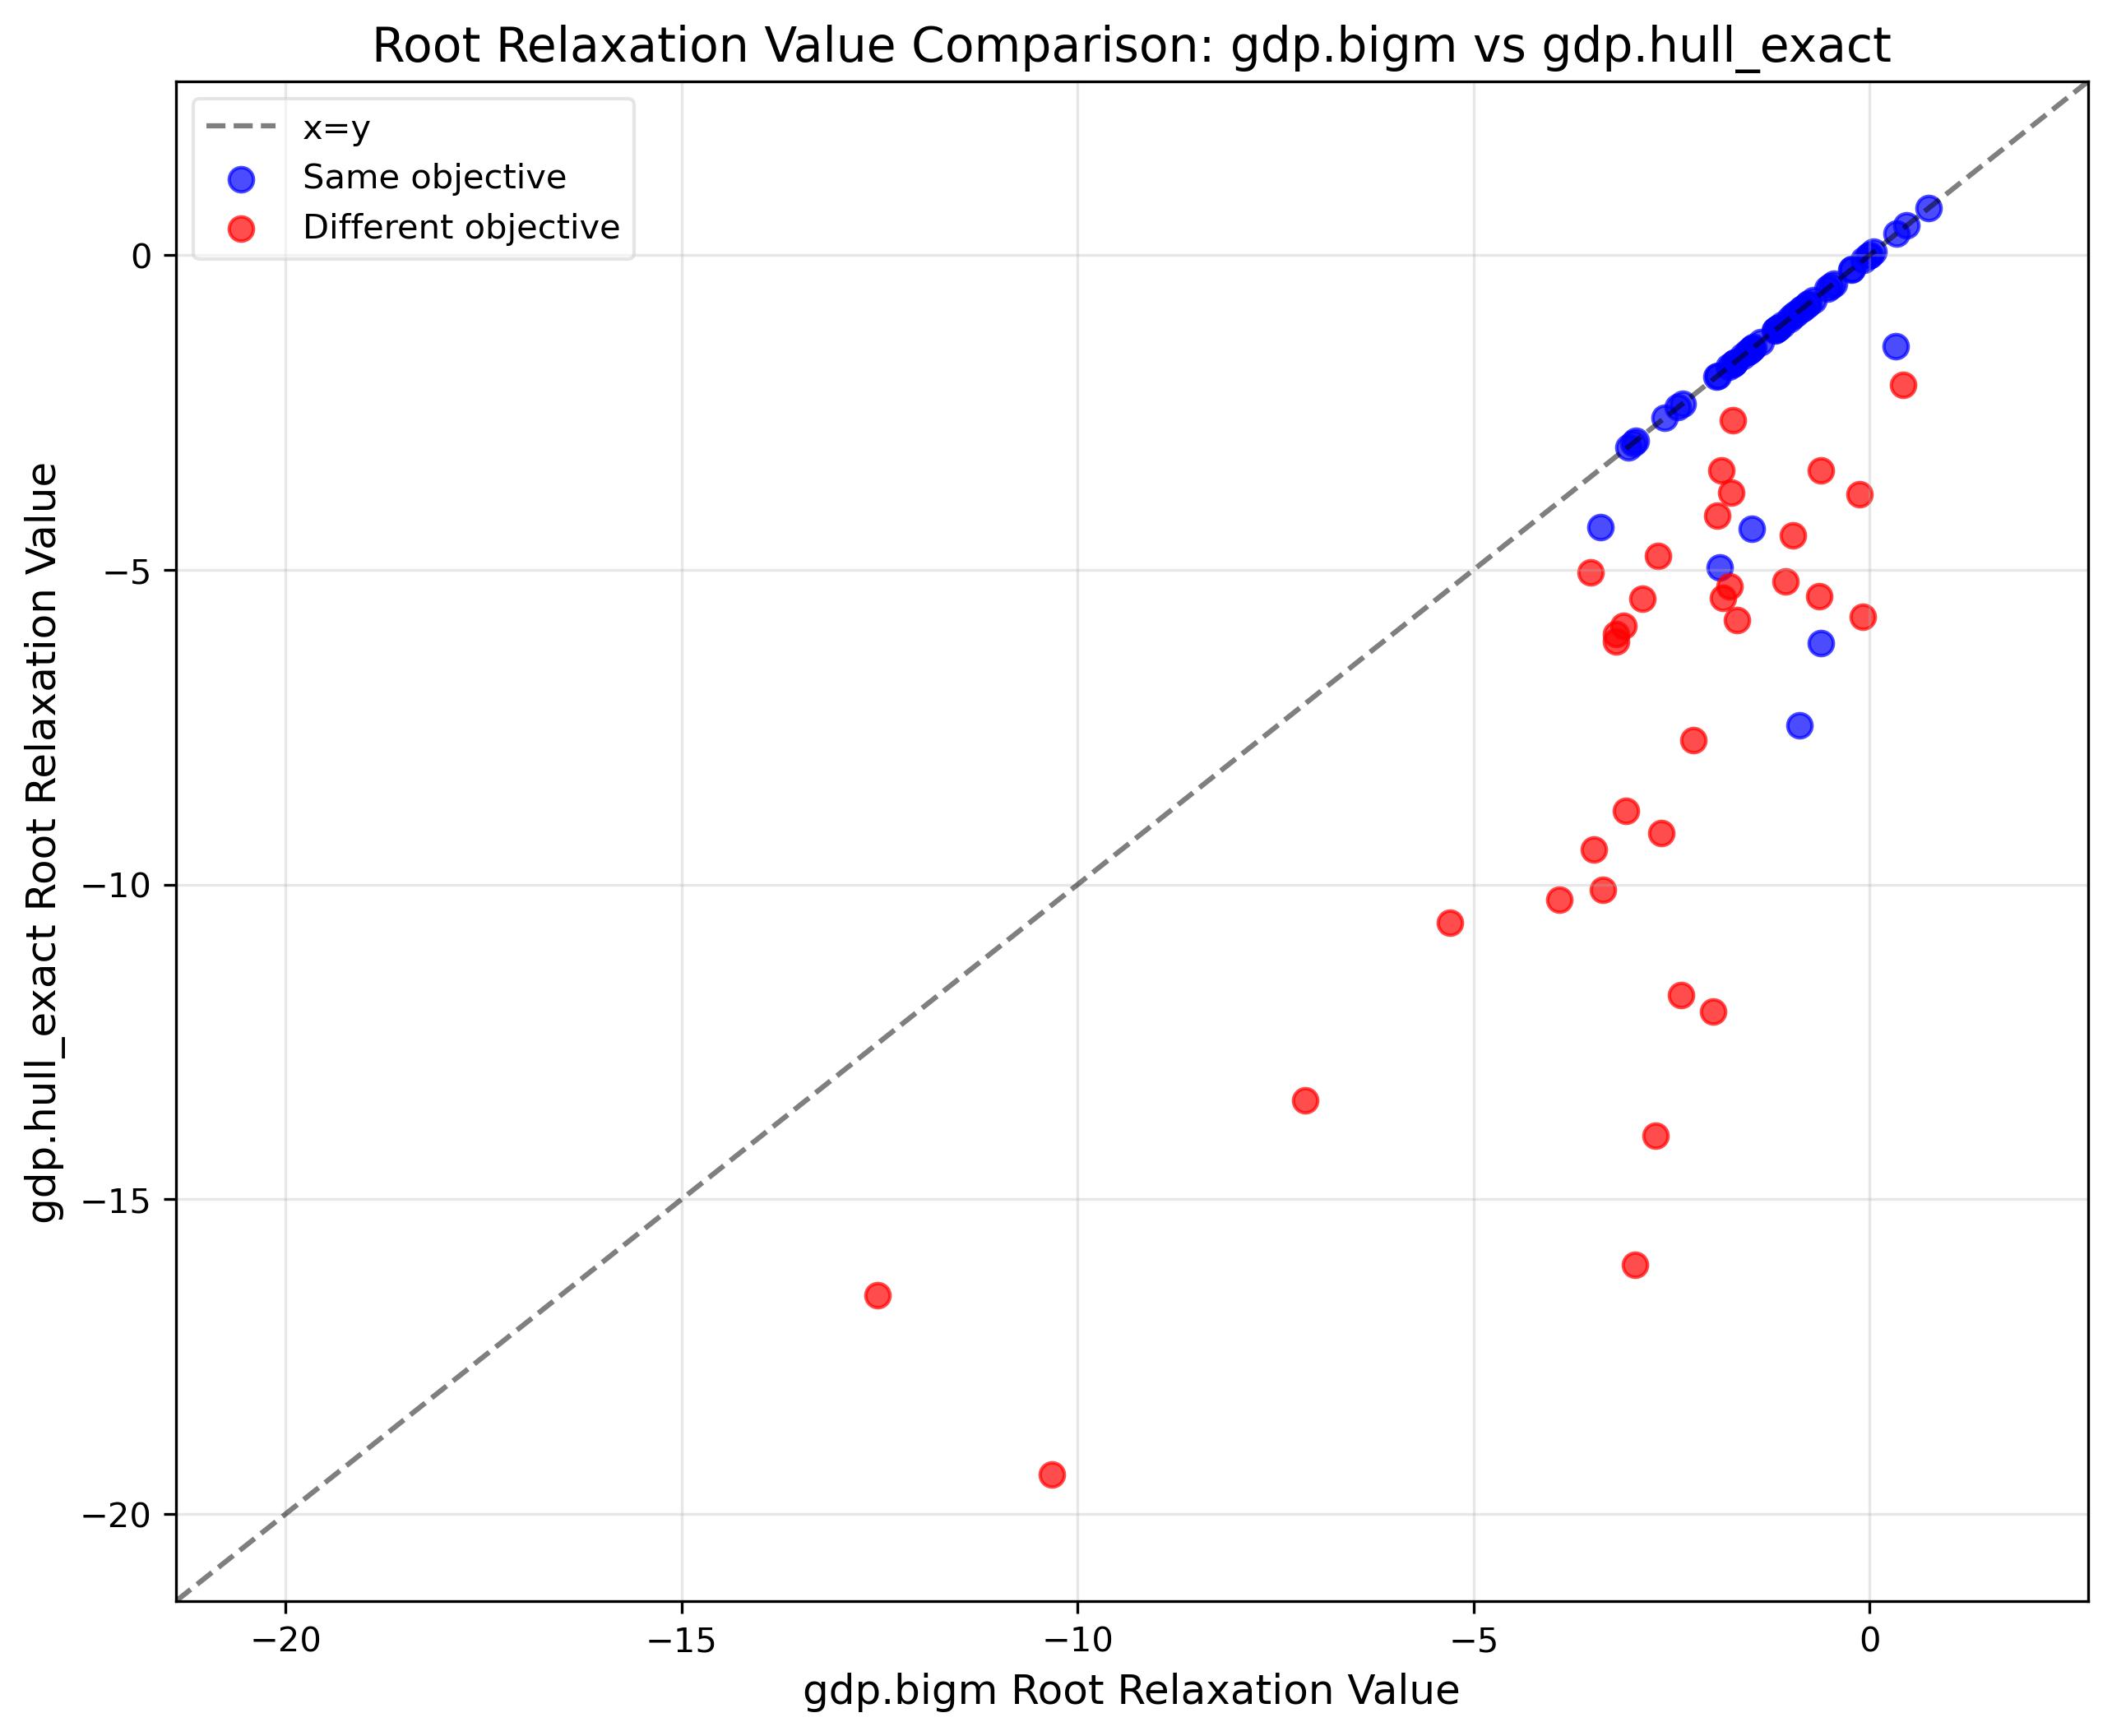 Root Relaxation Value Comparison: gdp.bigm vs gdp.hull_exact
x=y
Same objective
Different objective
gdp.hull_exact Root Relaxation Value
0
−5
−10
−15
−20
−20
−15
−10
−5
0
gdp.bigm Root Relaxation Value